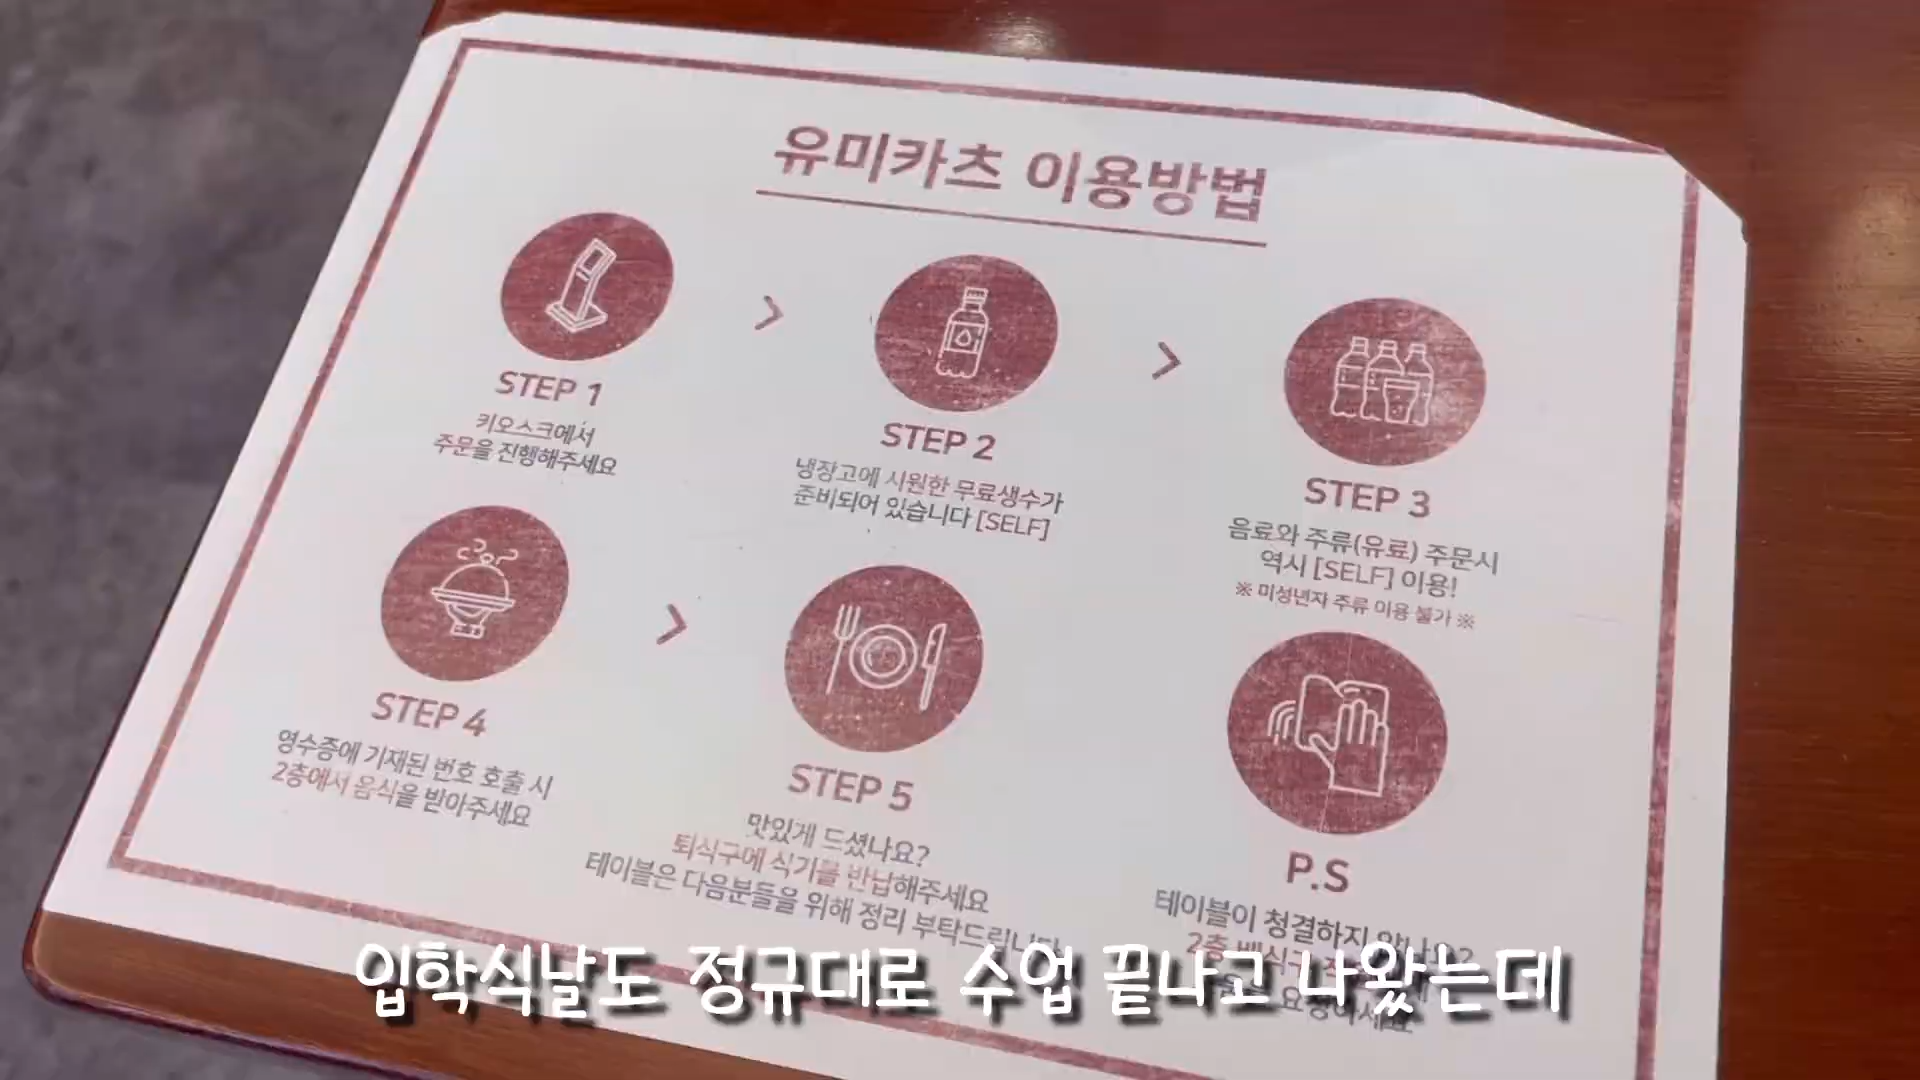 유미카츠 이용방법
STEP 1
키오스크에서
주문을 진행해주세요
STEP 2
냉장고에 시원한 무료생수가
준비되어 있습니다 [SELF]
STEP 3
음료와 주류(유료) 주문시
역시 [SELF] 이용!
※ 미성년자 주류 이용 불가 ※
STEP 4
영수증에 기재된 번호 호출 시
2층에서 음식을 받아주세요
STEP 5
맛있게 드셨나요?
퇴식구에 식기를 반납해주세요
테이블은 다음분들을 위해 정리 부탁드립니다
P.S
테이블이 청결하지 않나요?
2층
요청하세요
입학식날도 정규대로 수업 끝나고 나왔는데